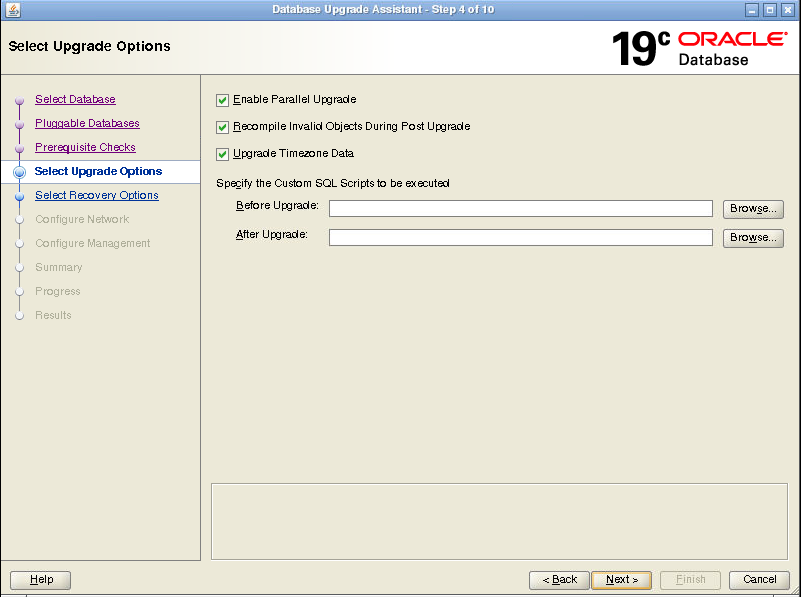 Database Upgrade Assistant - Step 4 of 10
Select Upgrade Options
19c ORACLE
Database
Select Database
Pluggable Databases
Prerequisite Checks
Select Upgrade Options
Select Recovery Options
Configure Network
Configure Management
Summary
Progress
Results
Enable Parallel Upgrade
Recompile Invalid Objects During Post Upgrade
Upgrade Timezone Data
Specify the Custom SQL Scripts to be executed
Before Upgrade: Browse...
After Upgrade: Browse...
Help < Back Next > Finish Cancel